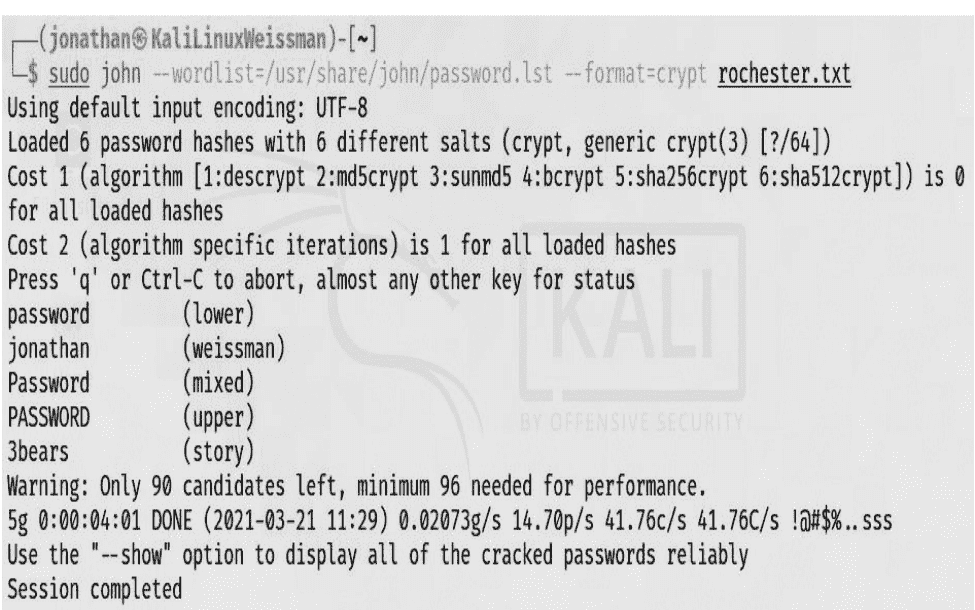 ┌──(jonathan㉿KaliLinuxWeissman)-[~]
└─$ sudo john --wordlist=/usr/share/john/password.lst --format=crypt rochester.txt
Using default input encoding: UTF-8
Loaded 6 password hashes with 6 different salts (crypt, generic crypt(3) [?/64])
Cost 1 (algorithm [1:descrypt 2:md5crypt 3:sunmd5 4:bcrypt 5:sha256crypt 6:sha512crypt]) is 0
for all loaded hashes
Cost 2 (algorithm specific iterations) is 1 for all loaded hashes
Press 'q' or Ctrl-C to abort, almost any other key for status
password (lower)
jonathan (weissman)
Password (mixed)
PASSWORD (upper)
3bears (story)
Warning: Only 90 candidates left, minimum 96 needed for performance.
5g 0:00:04:01 DONE (2021-03-21 11:29) 0.02073g/s 14.70p/s 41.76c/s 41.76C/s !@#$%..sss
Use the "--show" option to display all of the cracked passwords reliably
Session completed
KALI
BY OFFENSIVE SECURITY